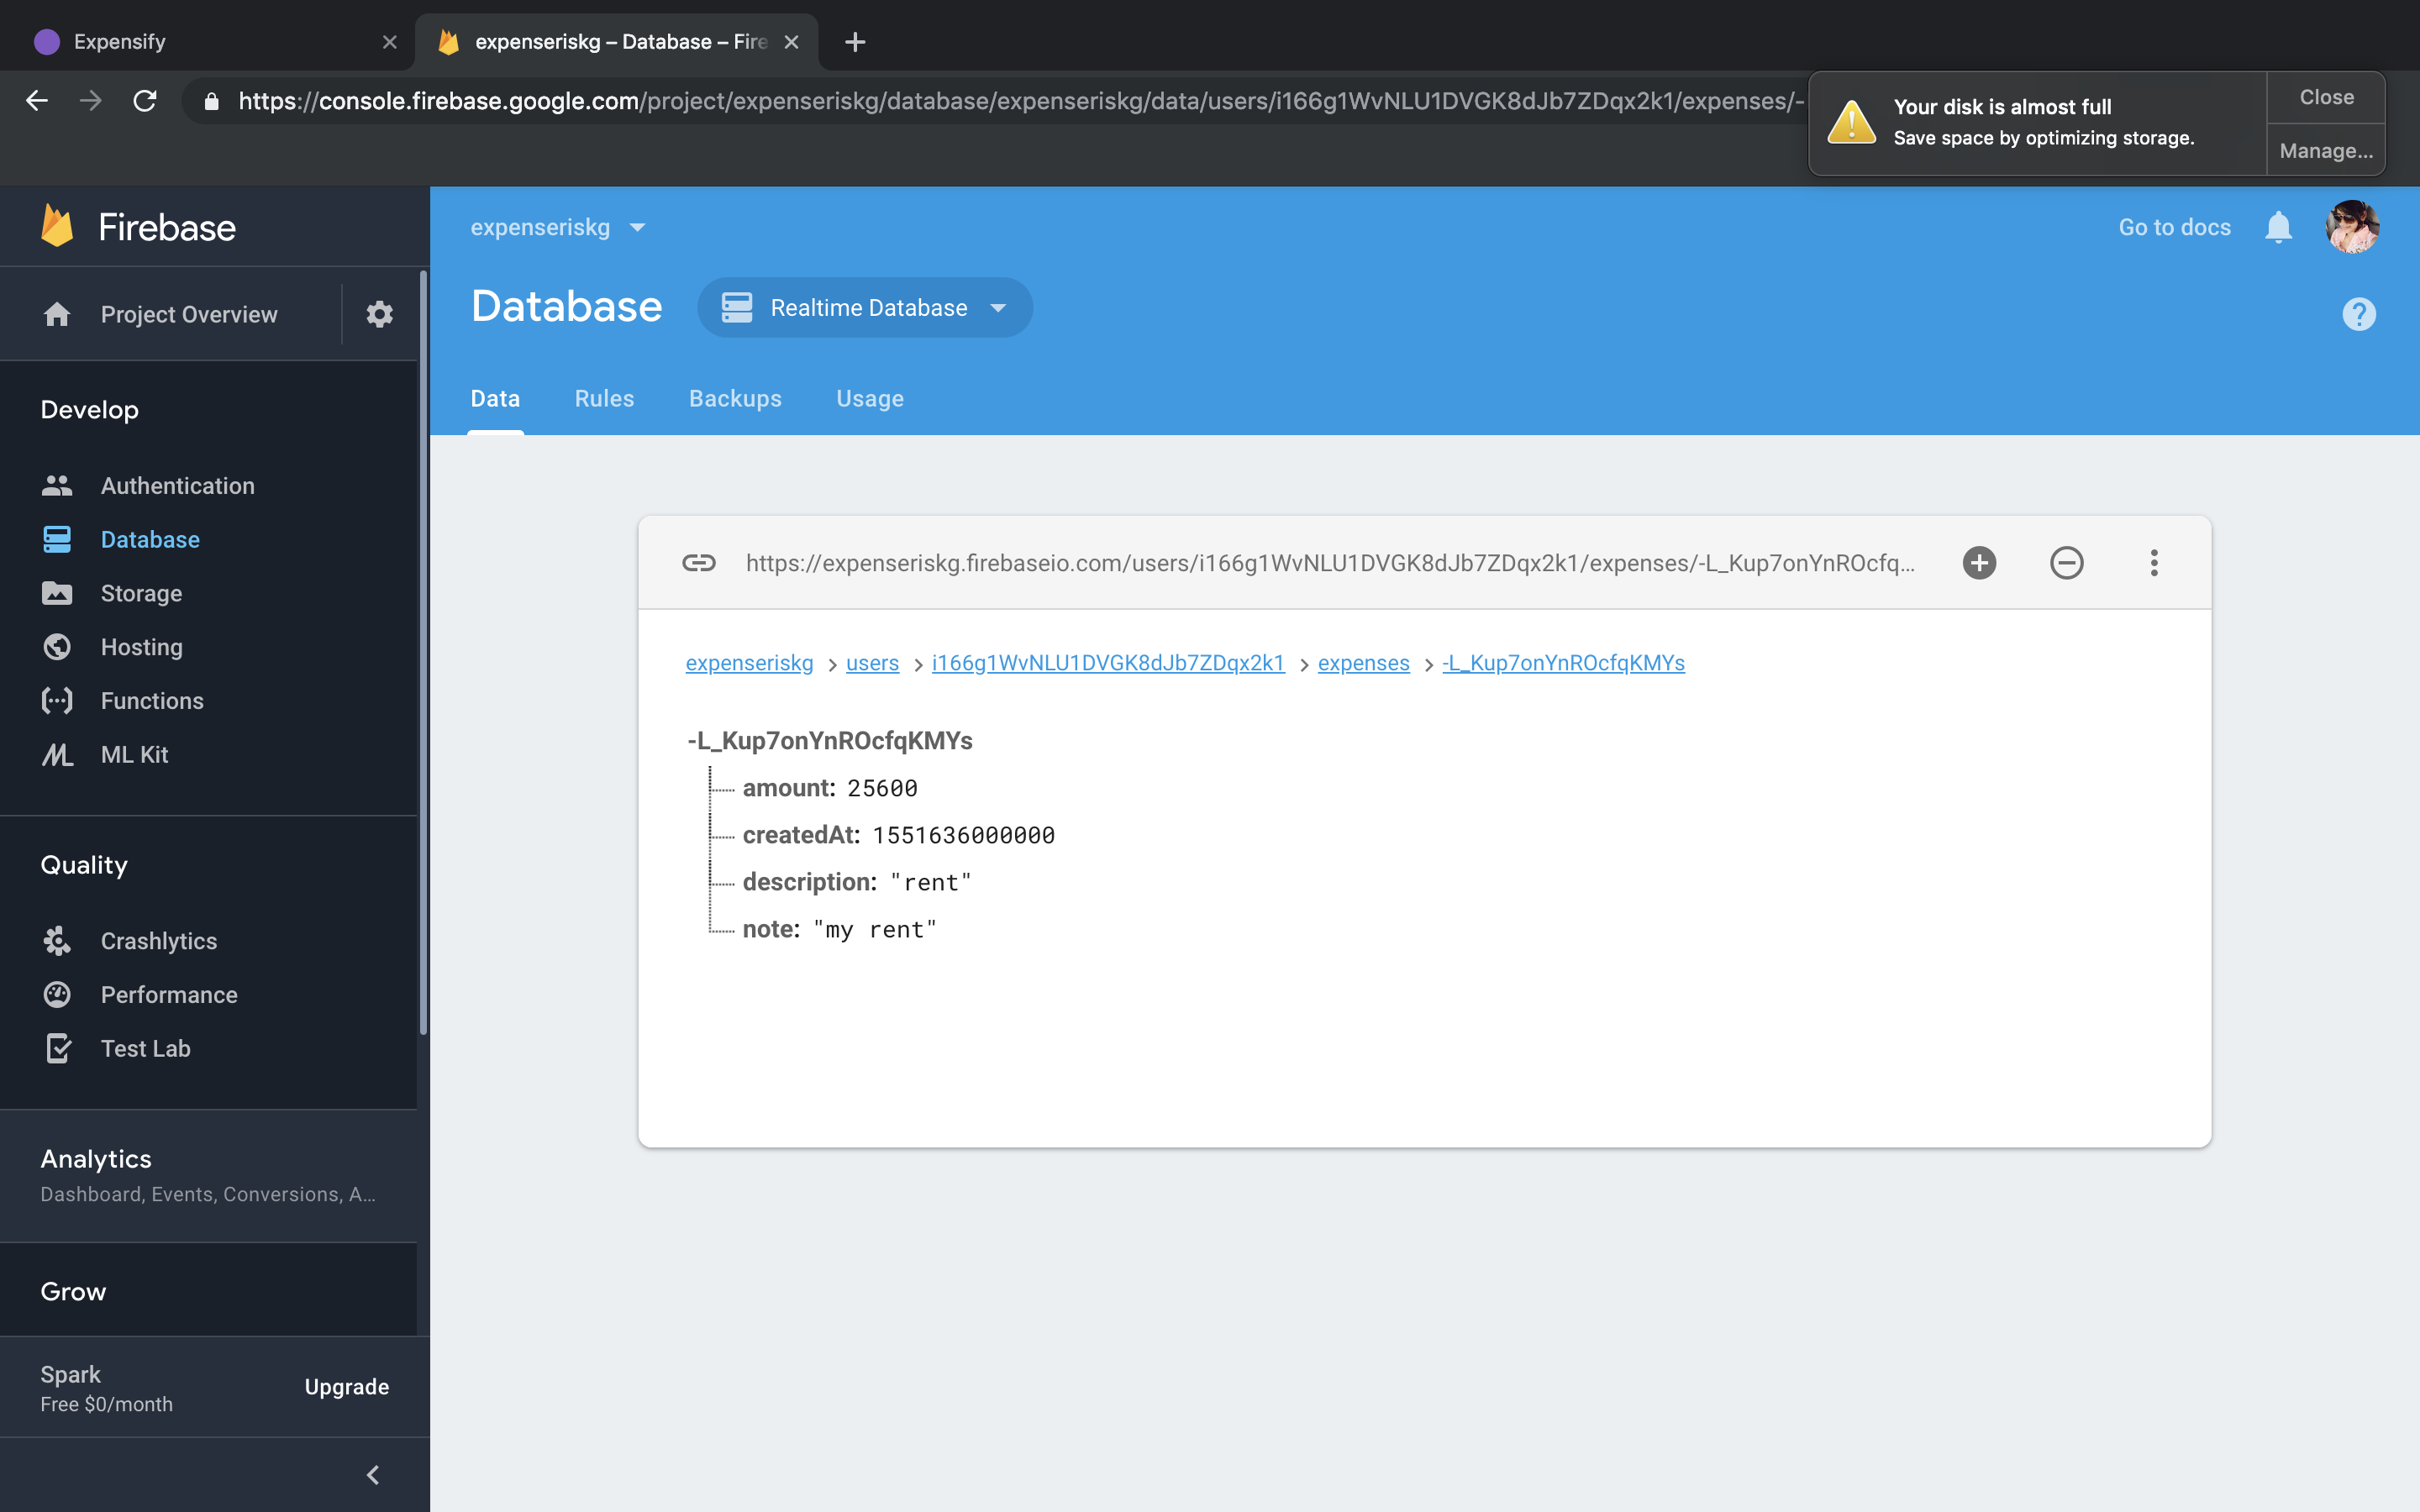 Expensify
expenseriskg – Database – Fire
https://console.firebase.google.com/project/expenseriskg/database/expenseriskg/data/users/i166g1WvNLU1DVGK8dJb7ZDqx2k1/expenses/-
Your disk is almost full
Save space by optimizing storage.
Close
Manage...
Firebase
expenseriskg
Go to docs
Project Overview
Database
Realtime Database
Data Rules Backups Usage
Develop
Authentication
Database
Storage
Hosting
Functions
ML Kit
Quality
Crashlytics
Performance
Test Lab
Analytics
Dashboard, Events, Conversions, A...
Grow
Spark
Free $0/month
Upgrade
https://expenseriskg.firebaseio.com/users/i166g1WvNLU1DVGK8dJb7ZDqx2k1/expenses/-L_Kup7onYnROcfq...
expenseriskg > users > i166g1WvNLU1DVGK8dJb7ZDqx2k1 > expenses > -L_Kup7onYnROcfqKMYs
-L_Kup7onYnROcfqKMYs
amount: 25600
createdAt: 1551636000000
description: "rent"
note: "my rent"